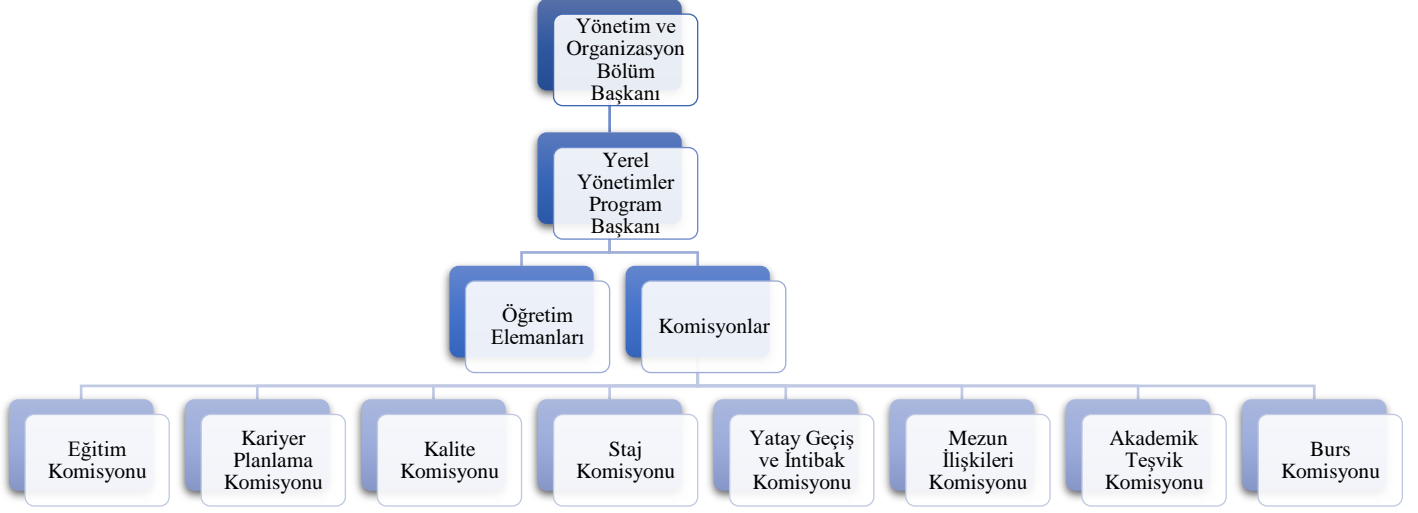 Yönetim ve
Organizasyon
Bölüm
Başkanı
Yerel
Yönetimler
Program
Başkanı
Öğretim
Elemanları
Komisyonlar
Eğitim
Komisyonu
Kariyer
Planlama
Komisyonu
Kalite
Komisyonu
Staj
Komisyonu
Yatay Geçiş
ve İntibak
Komisyonu
Mezun
İlişkileri
Komisyonu
Akademik
Teşvik
Komisyonu
Burs
Komisyonu